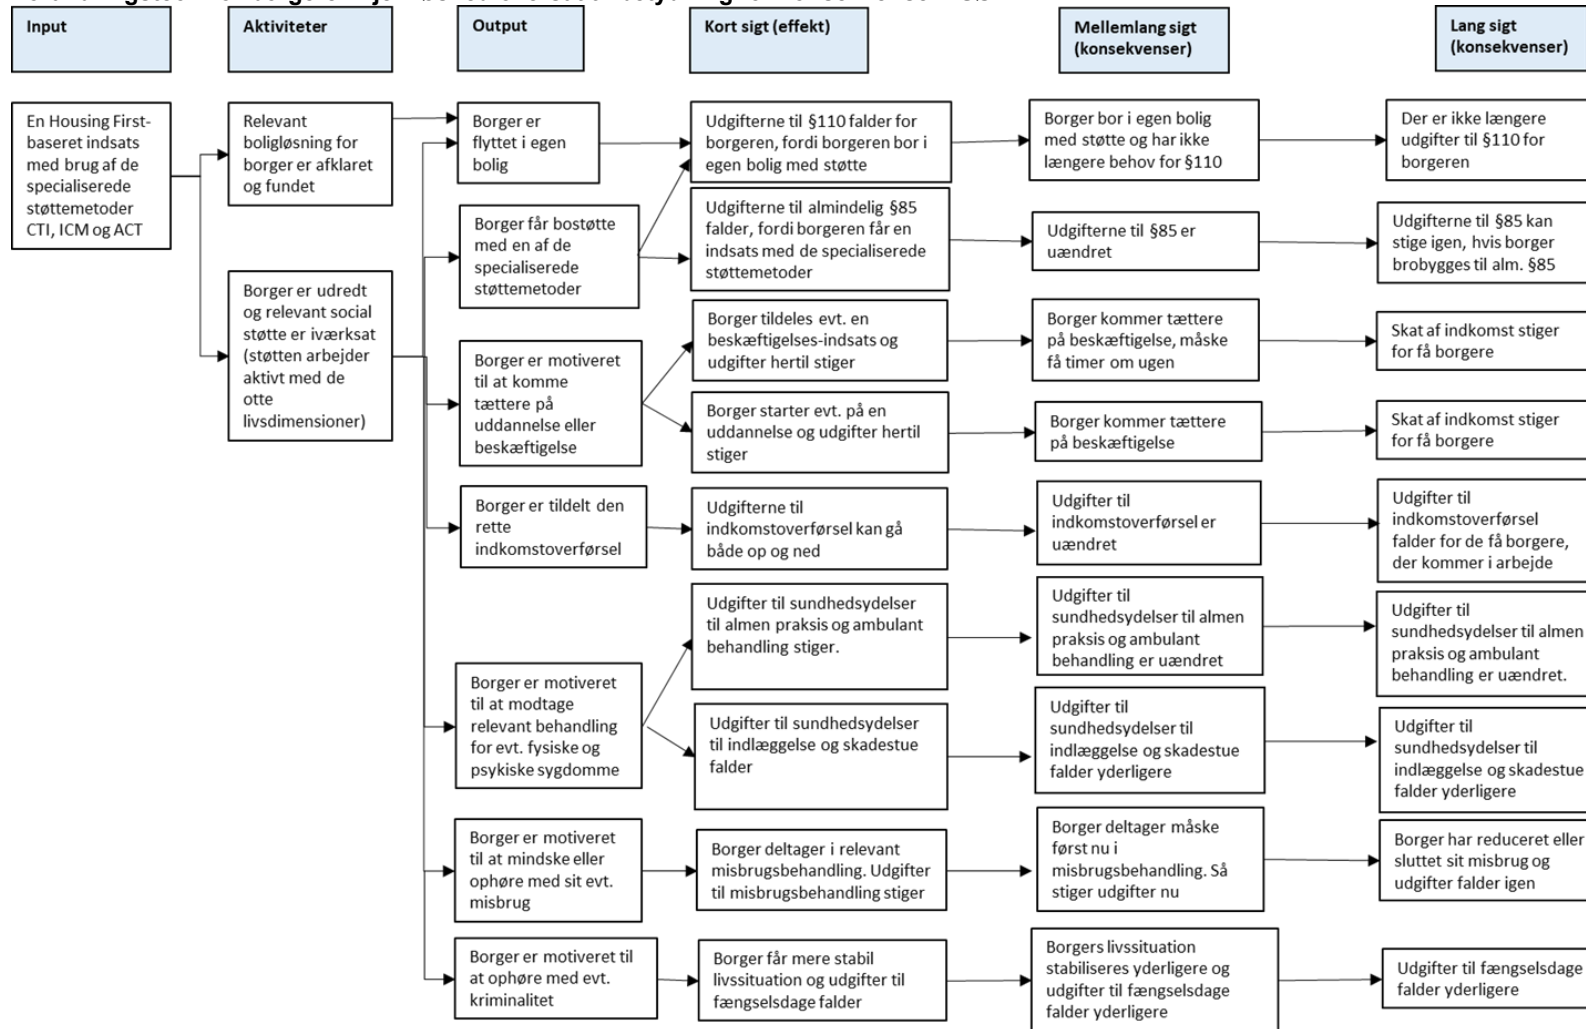 Input
Aktiviteter
Output
Kort sigt (effekt)
Mellemlang sigt
(konsekvenser)
Lang sigt
(konsekvenser)
En Housing First-
baseret indsats
med brug af de
specialiserede
støttemetoder
CTI, ICM og ACT
Relevant
boligløsning for
borger er afklaret
og fundet
Borger er udredt
og relevant social
støtte er iværksat
(støtten arbejder
aktivt med de
otte
livsdimensioner)
Borger er
flyttet i egen
bolig
Udgifterne til §110 falder for
borgeren, fordi borgeren bor i
egen bolig med støtte
Borger bor i egen bolig
med støtte og har ikke
længere behov for §110
Der er ikke længere
udgifter til §110 for
borgeren
Borger får bostøtte
med en af de
specialiserede
støttemetoder
Udgifterne til almindelig §85
falder, fordi borgeren får en
indsats med de specialiserede
støttemetoder
Udgifterne til §85 er
uændret
Udgifterne til §85 kan
stige igen, hvis borger
brobygges til alm. §85
Borger er motiveret
til at komme
tættere på
uddannelse eller
beskæftigelse
Borger tildeles evt. en
beskæftigelses-indsats og
udgifter hertil stiger
Borger kommer tættere
på beskæftigelse, måske
få timer om ugen
Skat af indkomst stiger
for få borgere
Borger starter evt. på en
uddannelse og udgifter hertil
stiger
Borger kommer tættere
på beskæftigelse
Skat af indkomst stiger
for få borgere
Borger er tildelt den
rette
indkomstoverførsel
Udgifterne til
indkomstoverførsel kan gå
både op og ned
Udgifter til
indkomstoverførsel er
uændret
Udgifter til
indkomstoverførsel
falder for de få borgere,
der kommer i arbejde
Borger er motiveret
til at modtage
relevant behandling
for evt. fysiske og
psykiske sygdomme
Udgifter til sundhedsydelser
til almen praksis og ambulant
behandling stiger.
Udgifter til
sundhedsydelser til almen
praksis og ambulant
behandling er uændret
Udgifter til
sundhedsydelser til almen
praksis og ambulant
behandling er uændret.
Udgifter til sundhedsydelser
til indlæggelse og skadestue
falder
Udgifter til
sundhedsydelser til
indlæggelse og skadestue
falder yderligere
Udgifter til
sundhedsydelser til
indlæggelse og skadestue
falder yderligere
Borger er motiveret
til at mindske eller
ophøre med sit evt.
misbrug
Borger deltager i relevant
misbrugsbehandling. Udgifter
til misbrugsbehandling stiger
Borger deltager måske
først nu i
misbrugsbehandling. Så
stiger udgifter nu
Borger har reduceret eller
sluttet sit misbrug og
udgifter falder igen
Borger er motiveret til
at ophøre med evt.
kriminalitet
Borger får mere stabil
livssituation og udgifter til
fængselsdage falder
Borgers livssituation
stabiliseres yderligere og
udgifter til fængselsdage
falder yderligere
Udgifter til fængselsdage
falder yderligere